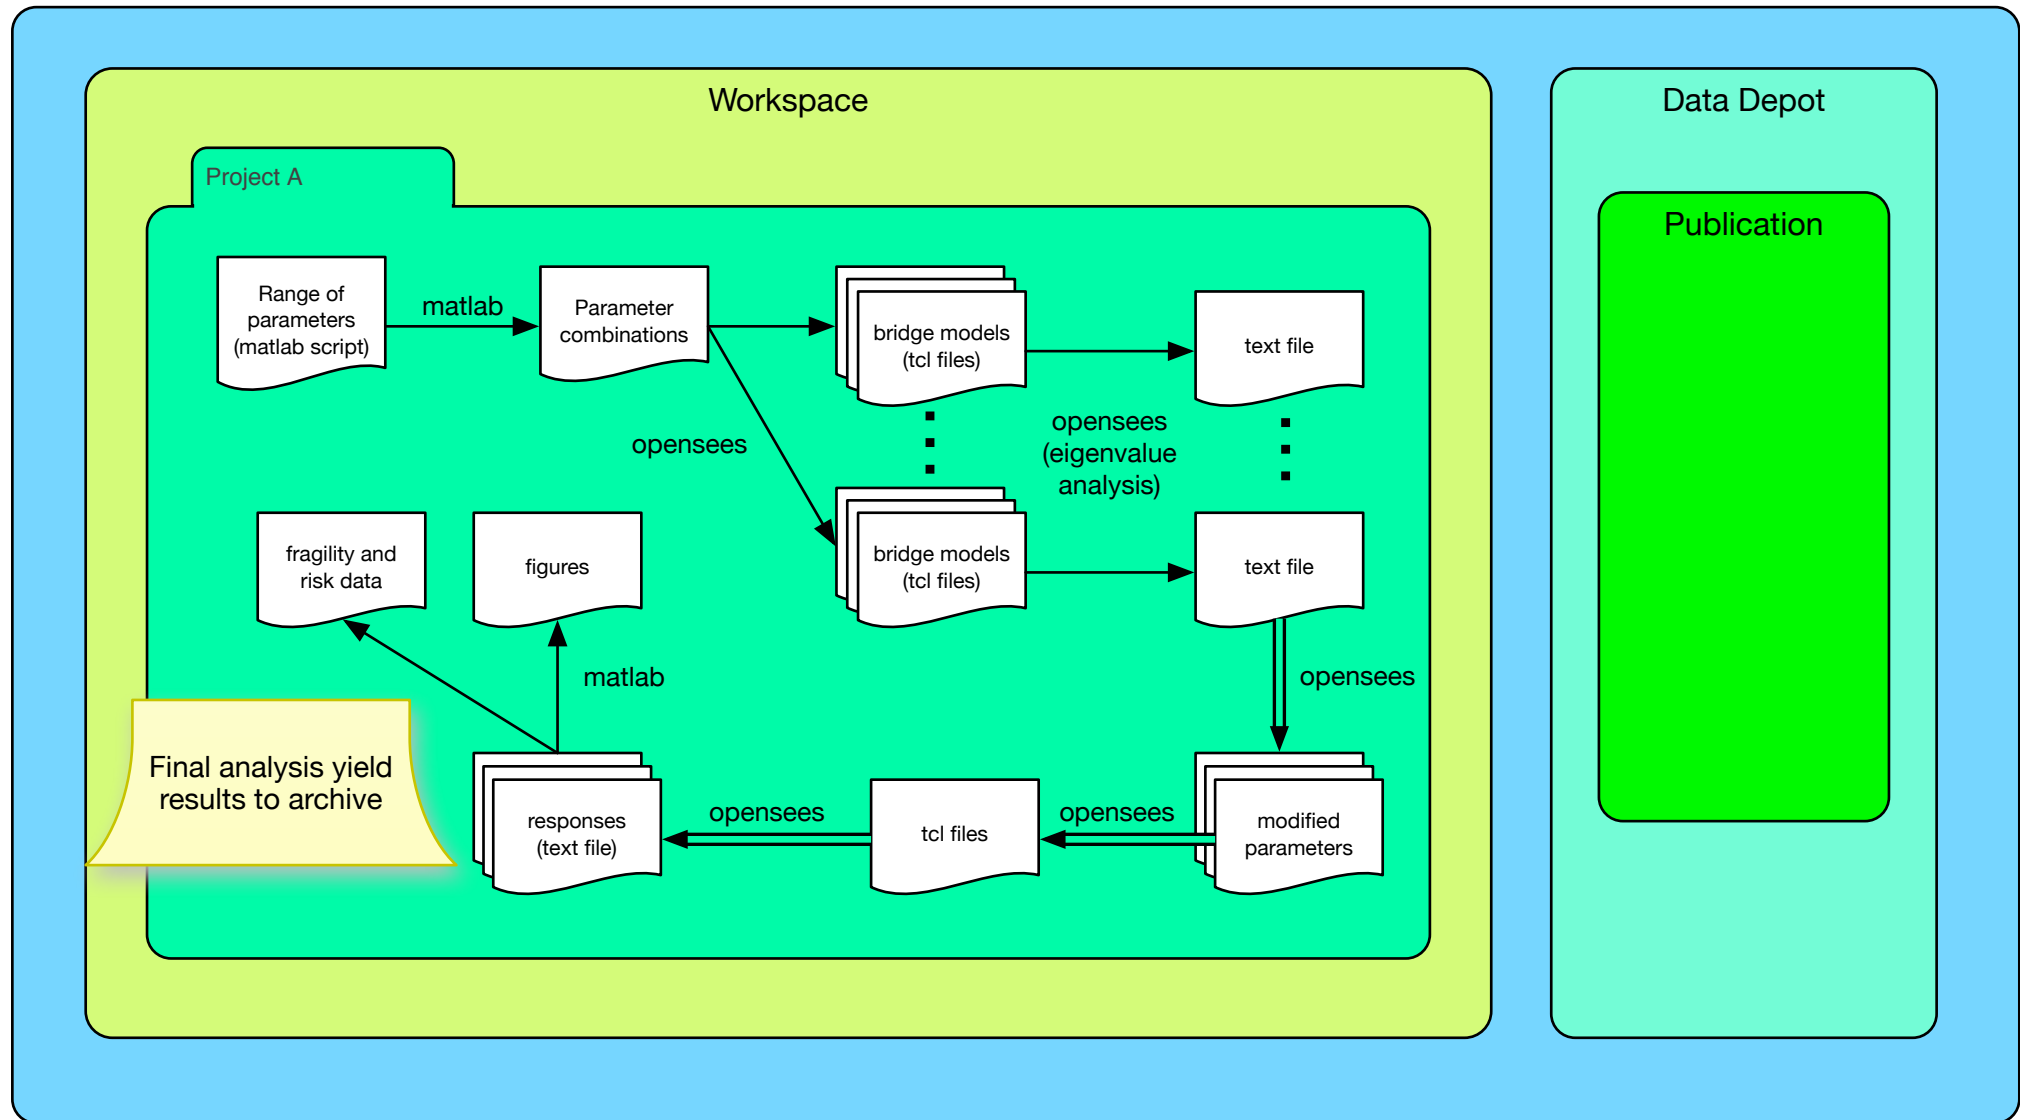 Workspace
Data Depot
Project A
Publication
Range of
parameters
(matlab script)
matlab
Parameter
combinations
bridge models
(tcl files)
text file
opensees
opensees
(eigenvalue
analysis)
fragility and
risk data
figures
bridge models
(tcl files)
text file
matlab
opensees
Final analysis yield
results to archive
responses
(text file)
opensees
tcl files
opensees
modified
parameters